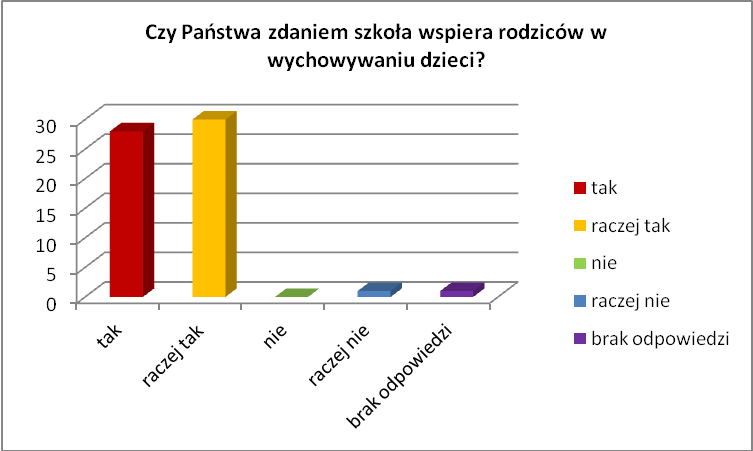 Czy Państwa zdaniem szkoła wspiera rodziców w
wychowywaniu dzieci?
30
25
20
15
10
5
0
tak
raczej tak
nie
raczej nie
brak odpowiedzi
tak
raczej tak
nie
raczej nie
brak odpowiedzi